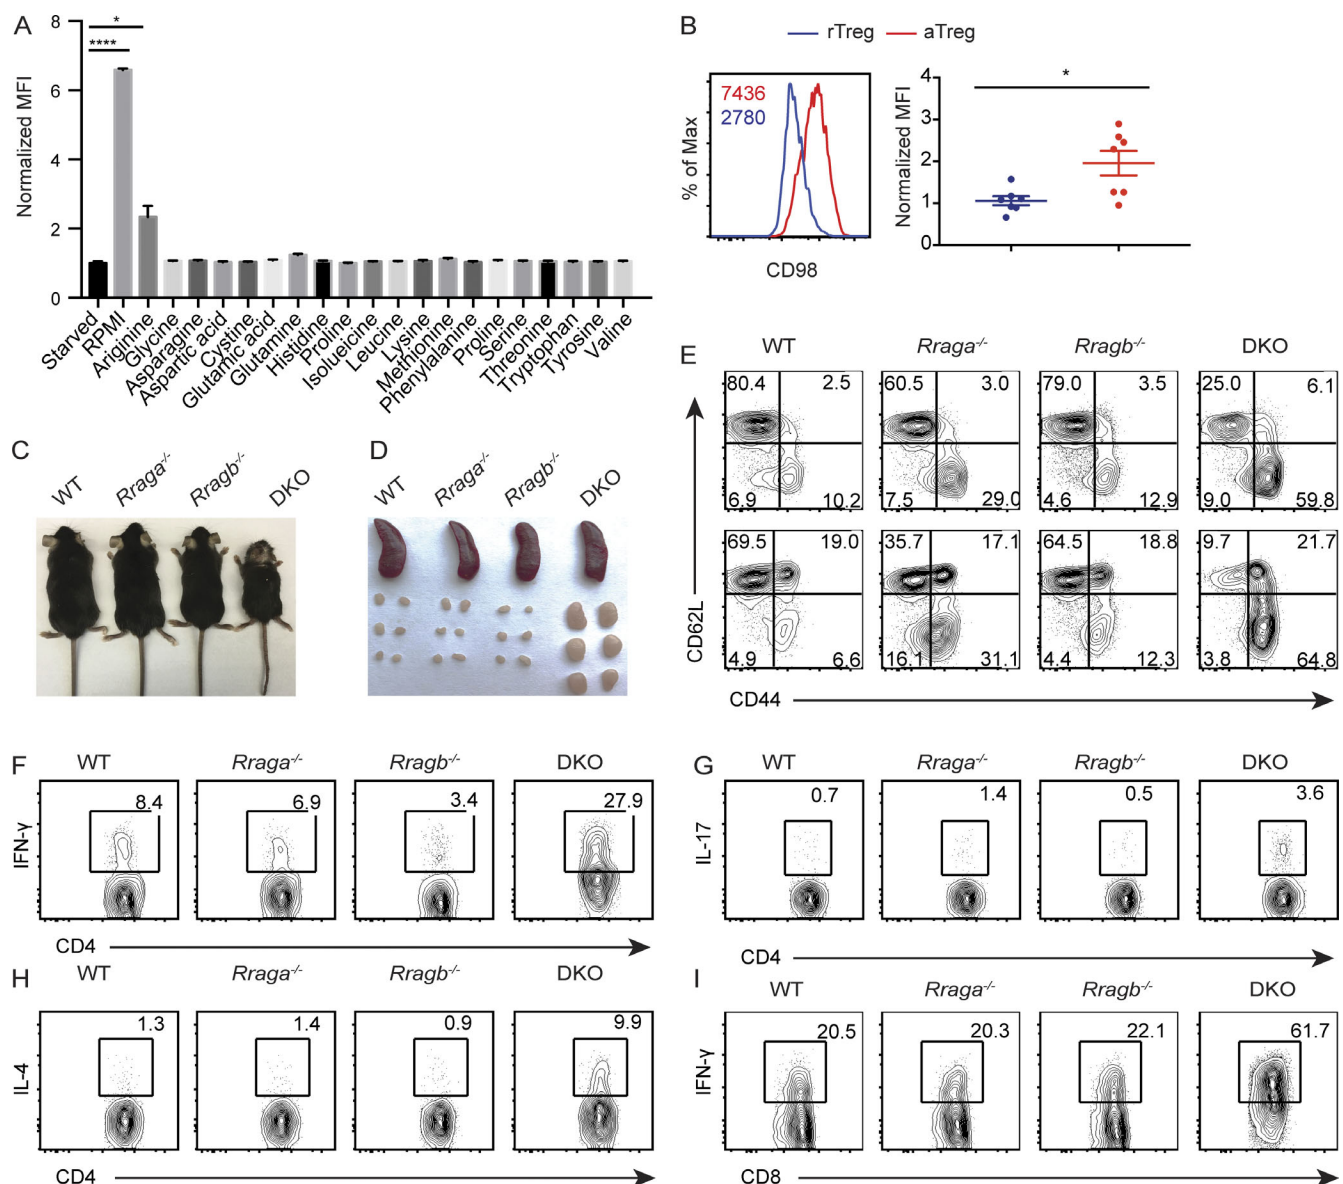 A
8
6
4
2
0
Normalized MFI
*
****
Starved
RPMI
Ariginine
Glycine
Asparagine
Aspartic acid
Cystine
Glutamic acid
Glutamine
Histidine
Proline
Isolueicine
Leucine
Lysine
Methionine
Phenylalanine
Proline
Serine
Threonine
Tryptophan
Tyrosine
Valine
B
rTreg
aTreg
7436
2780
% of Max
CD98
*
Normalized MFI
4
3
2
1
0
C
WT
Rraga-/-
Rragb-/-
DKO
D
WT
Rraga-/-
Rragb-/-
DKO
E
WT
Rraga-/-
Rragb-/-
DKO
80.4 2.5
6.9 10.2
60.5 3.0
7.5 29.0
79.0 3.5
4.6 12.9
25.0 6.1
9.0 59.8
69.5 19.0
4.9 6.6
35.7 17.1
16.1 31.1
64.5 18.8
4.4 12.3
9.7 21.7
3.8 64.8
CD62L
CD44
F
WT
Rraga-/-
Rragb-/-
DKO
8.4
6.9
3.4
27.9
IFN-γ
CD4
G
WT
Rraga-/-
Rragb-/-
DKO
0.7
1.4
0.5
3.6
IL-17
CD4
H
WT
Rraga-/-
Rragb-/-
DKO
1.3
1.4
0.9
9.9
IL-4
CD4
I
WT
Rraga-/-
Rragb-/-
DKO
20.5
20.3
22.1
61.7
IFN-γ
CD8